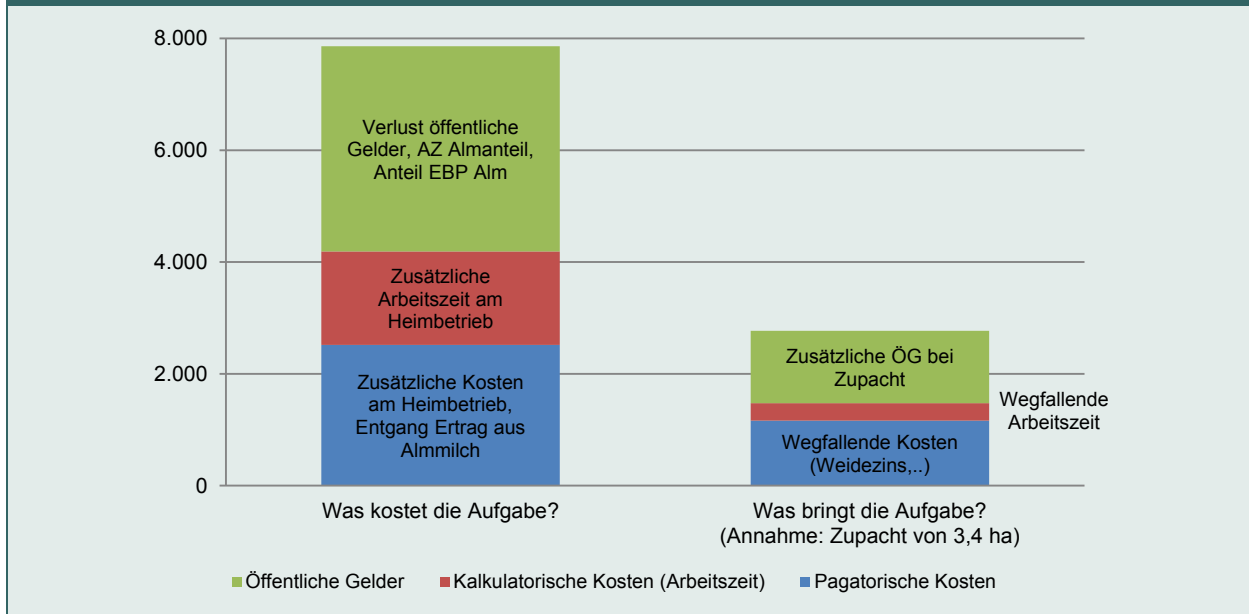 8.000
6.000
4.000
2.000
0
Verlust öffentliche
Gelder, AZ Almanteil,
Anteil EBP Alm
Zusätzliche
Arbeitszeit am
Heimbetrieb
Zusätzliche Kosten
am Heimbetrieb,
Entgang Ertrag aus
Almmilch
Zusätzliche ÖG bei
Zupacht
Wegfallende
Arbeitszeit
Wegfallende Kosten
(Weidezins,..)
Was kostet die Aufgabe?
Was bringt die Aufgabe?
(Annahme: Zupacht von 3,4 ha)
Öffentliche Gelder
Kalkulatorische Kosten (Arbeitszeit)
Pagatorische Kosten